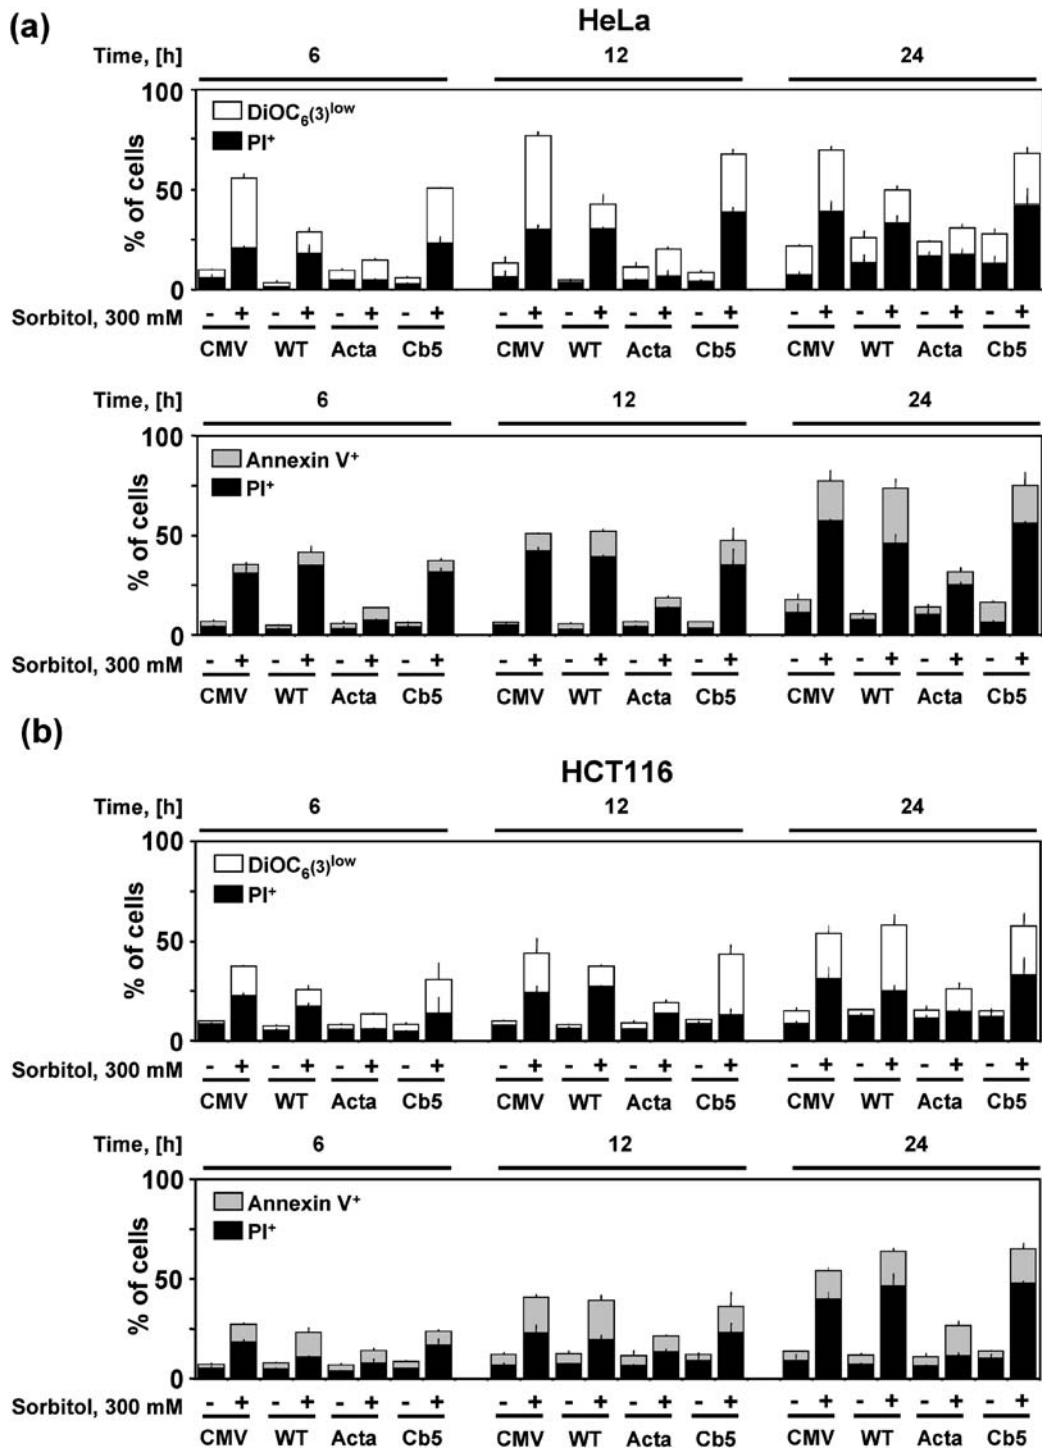 (a)
HeLa
Time, [h] 6 12 24
100
DiOC6(3)low
PI+
50
% of cells
0
Sorbitol, 300 mM - + - + - + - + - + - + - + - + - + - + - + - +
CMV WT Acta Cb5 CMV WT Acta Cb5 CMV WT Acta Cb5
Time, [h] 6 12 24
100
Annexin V+
PI+
50
% of cells
0
Sorbitol, 300 mM - + - + - + - + - + - + - + - + - + - + - + - +
CMV WT Acta Cb5 CMV WT Acta Cb5 CMV WT Acta Cb5
(b)
HCT116
Time, [h] 6 12 24
100
DiOC6(3)low
PI+
50
% of cells
0
Sorbitol, 300 mM - + - + - + - + - + - + - + - + - + - + - + - +
CMV WT Acta Cb5 CMV WT Acta Cb5 CMV WT Acta Cb5
Time, [h] 6 12 24
100
Annexin V+
PI+
50
% of cells
0
Sorbitol, 300 mM - + - + - + - + - + - + - + - + - + - + - + - +
CMV WT Acta Cb5 CMV WT Acta Cb5 CMV WT Acta Cb5